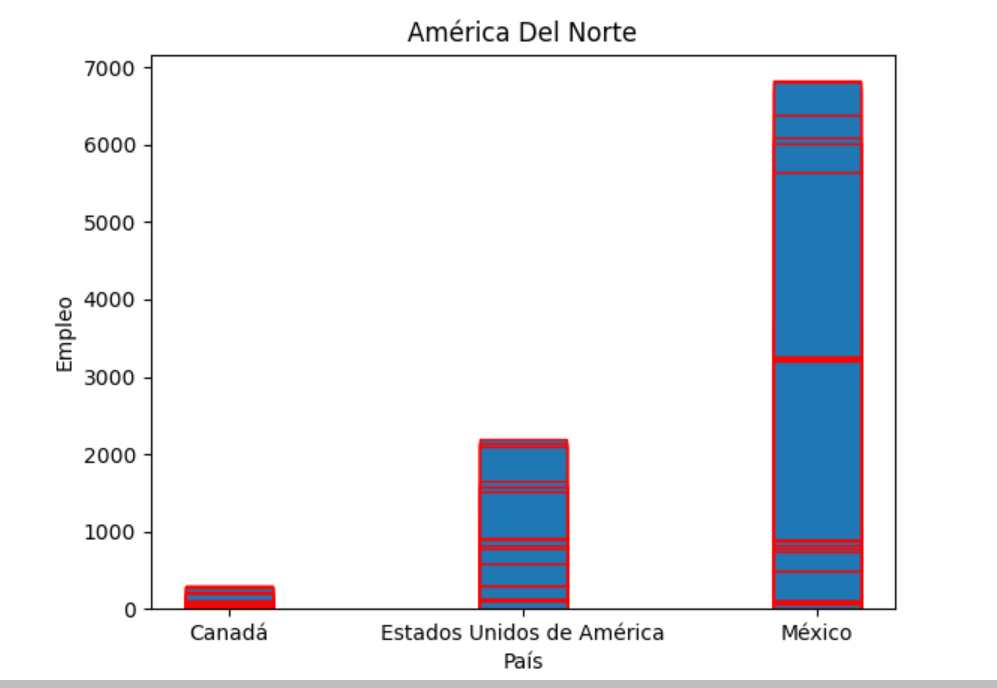 América Del Norte
7000
6000
5000
4000
3000
2000
1000
0
Empleo
Canadá
Estados Unidos de América
México
País